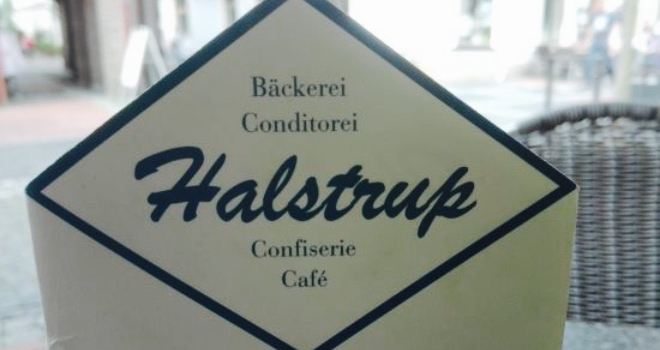 Bäckerei
Conditorei
Halstrup
Confiserie
Café